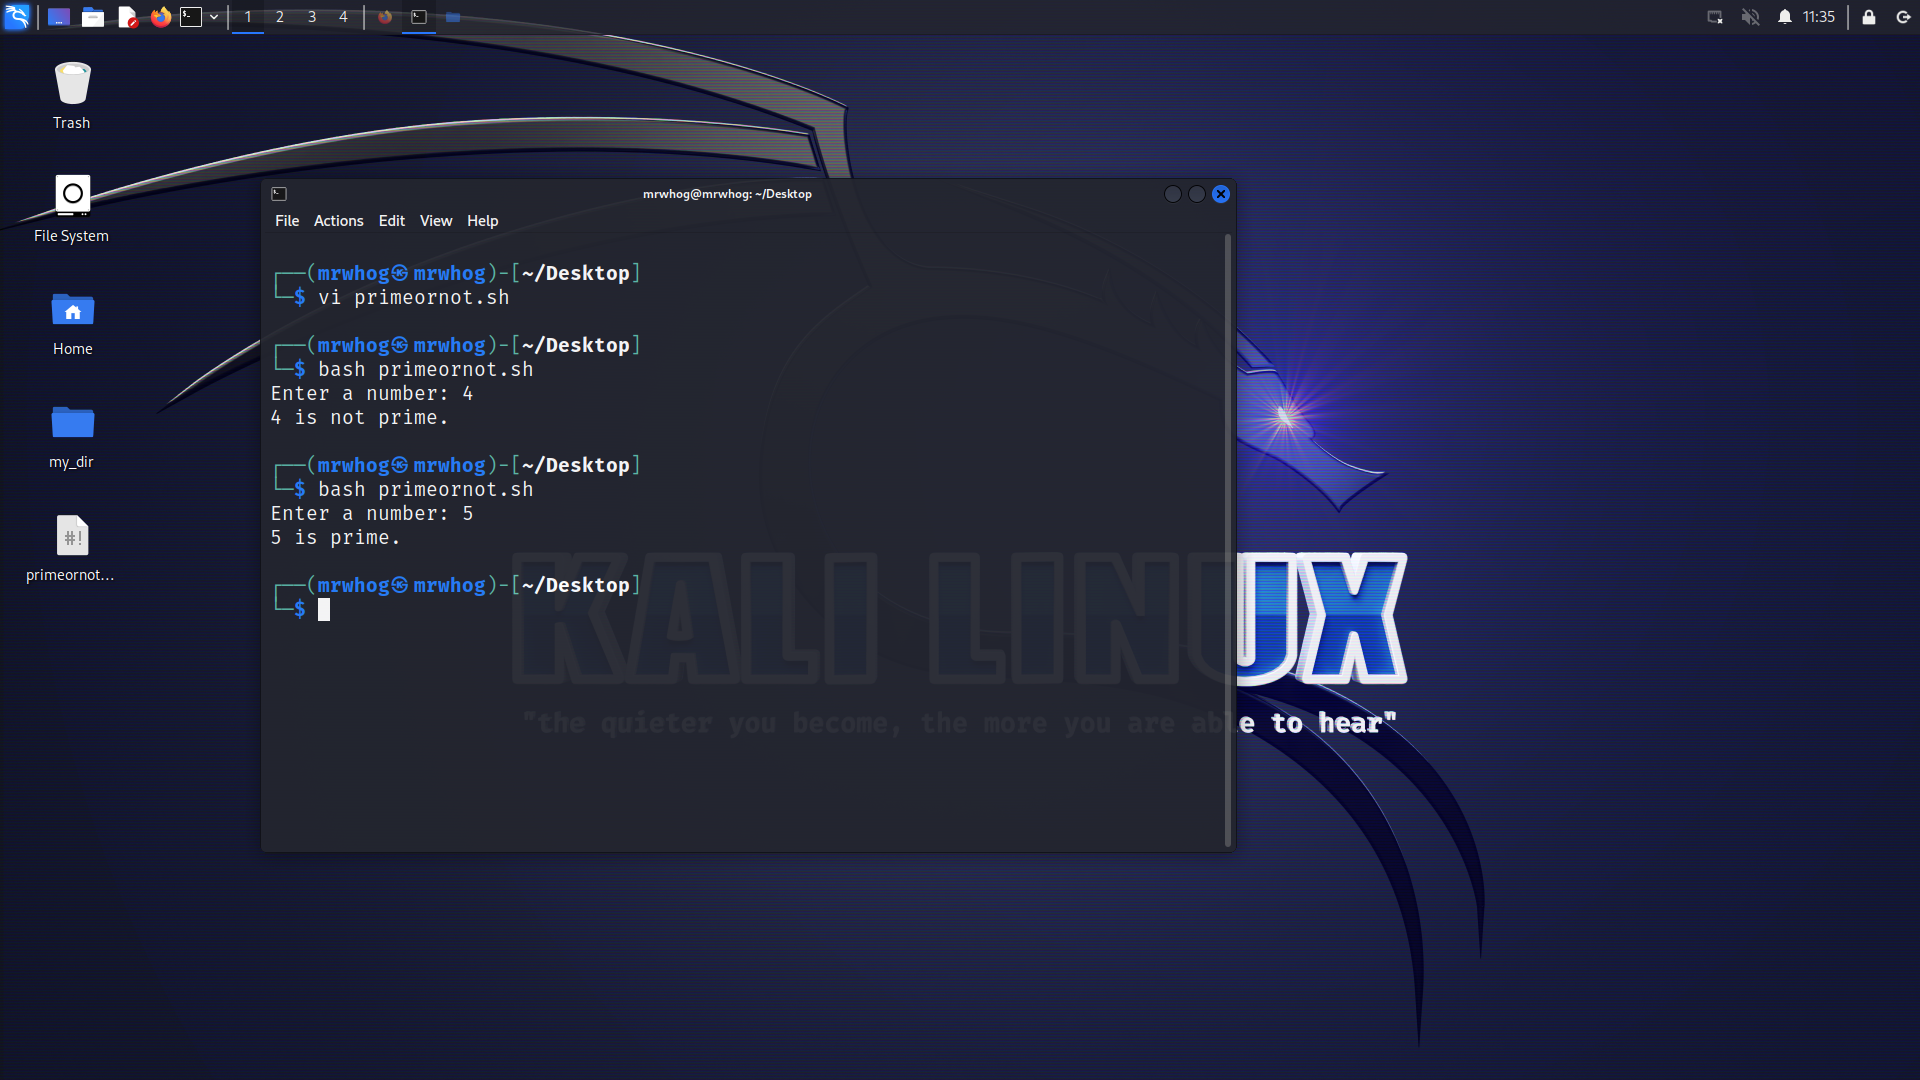 1 2 3 4
11:35
Trash
File System
Home
my_dir
#!
primeornot...
mrwhog@mrwhog: ~/Desktop
File Actions Edit View Help
┌──(mrwhog㉿mrwhog)-[~/Desktop]
└─$ vi primeornot.sh
┌──(mrwhog㉿mrwhog)-[~/Desktop]
└─$ bash primeornot.sh
Enter a number: 4
4 is not prime.
┌──(mrwhog㉿mrwhog)-[~/Desktop]
└─$ bash primeornot.sh
Enter a number: 5
5 is prime.
┌──(mrwhog㉿mrwhog)-[~/Desktop]
└─$
KALI LINUX
"the quieter you become, the more you are able to hear"